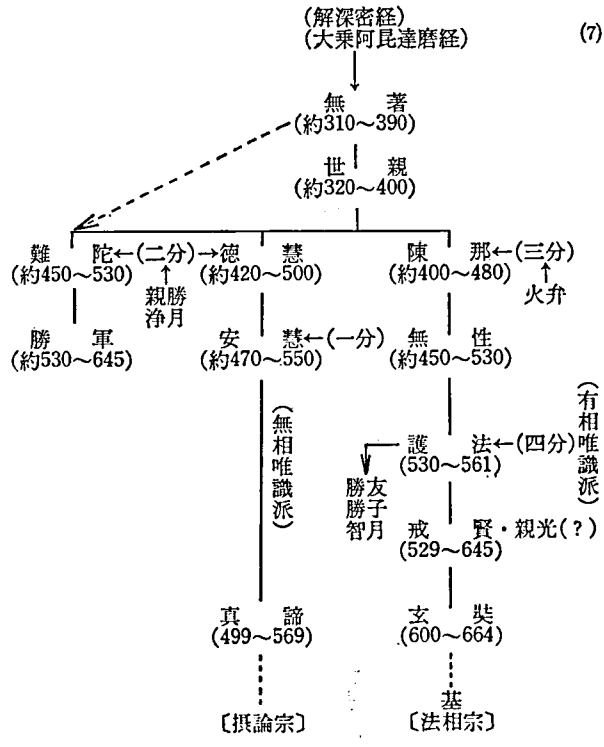 (解深密経)
(大乗阿毘達磨経)
(7)
無著
(約310〜390)
世親
(約320〜400)
難陀←(二分)→徳慧
(約450〜530)
(約420〜500)
親勝
浄月
陳那←(三分)
(約400〜480)
火弁
勝軍
(約530〜645)
安慧←(一分)
(約470〜550)
無性
(約450〜530)
(無相唯識派)
(有相唯識派)
護法←(四分)
(530〜561)
勝友
勝子
智月
戒賢・親光(?)
(529〜645)
真諦
(499〜569)
玄奘
(600〜664)
〔摂論宗〕
基
〔法相宗〕